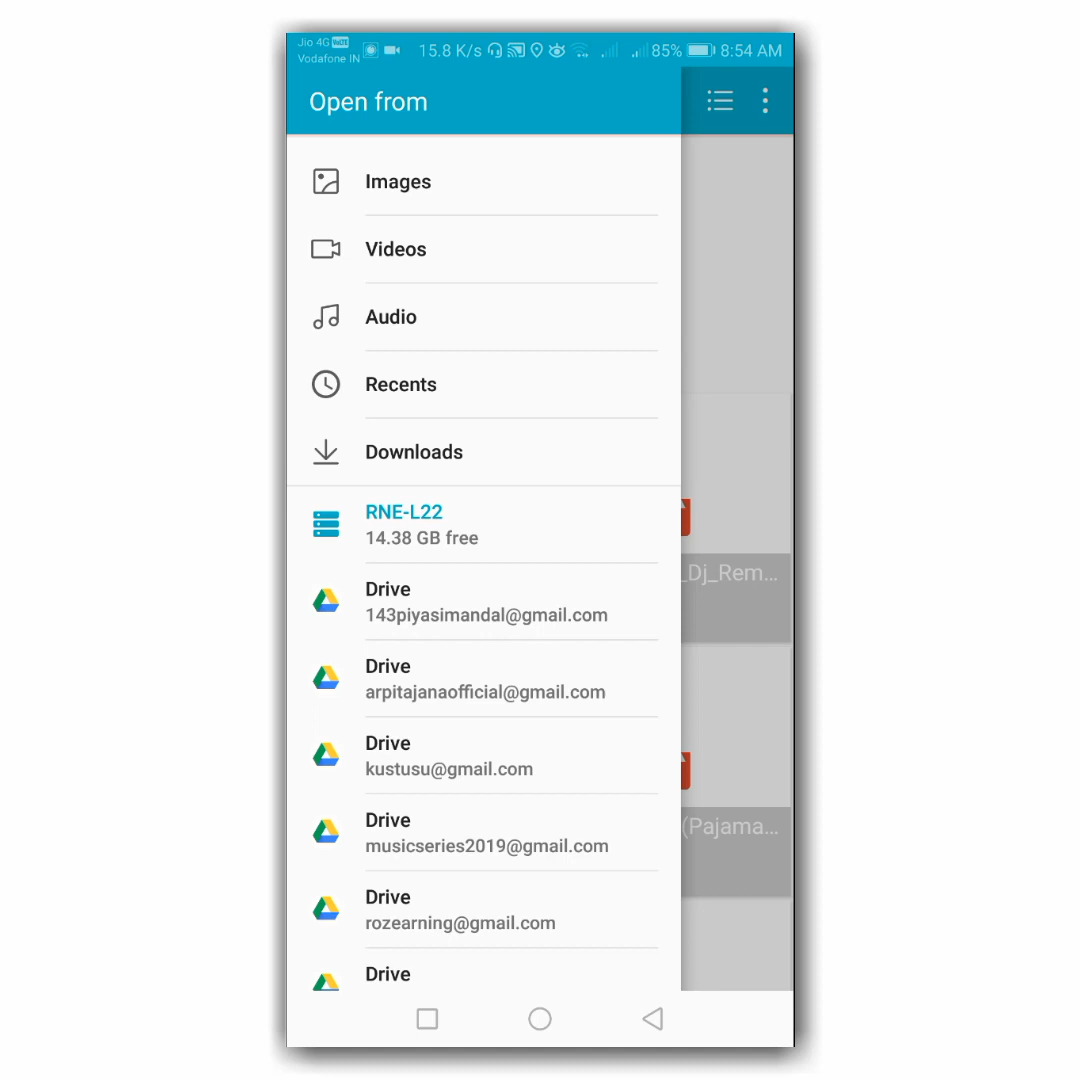 Jio 4G VoLTE
Vodafone IN
15.8 K/s
85%
8:54 AM
Open from
Images
Videos
Audio
Recents
Downloads
RNE-L22
14.38 GB free
_Dj_Rem...
Drive
143piyasimandal@gmail.com
Drive
arpitajanaofficial@gmail.com
Drive
kustusu@gmail.com
Drive
musicseries2019@gmail.com
(Pajama...
Drive
rozearning@gmail.com
Drive